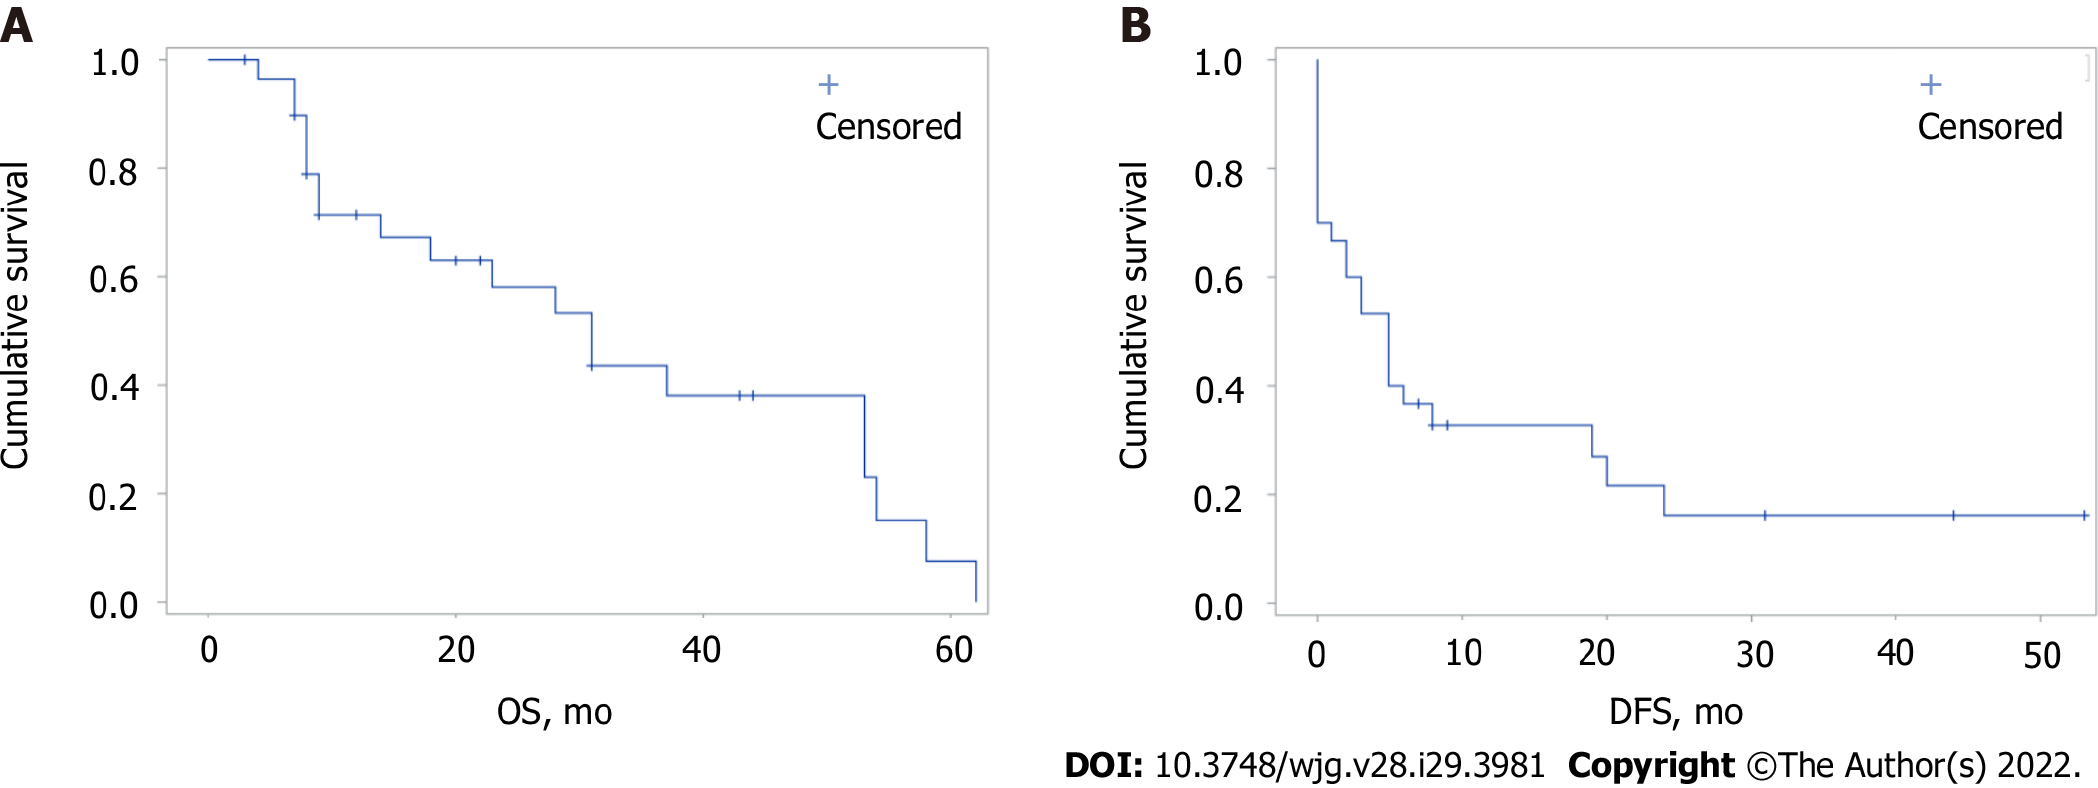 A
Cumulative survival
1.0
0.8
0.6
0.4
0.2
0.0
+
Censored
0 20 40 60
OS, mo
B
Cumulative survival
1.0
0.8
0.6
0.4
0.2
0.0
+
Censored
0 10 20 30 40 50
DFS, mo
DOI: 10.3748/wjg.v28.i29.3981 Copyright ©The Author(s) 2022.